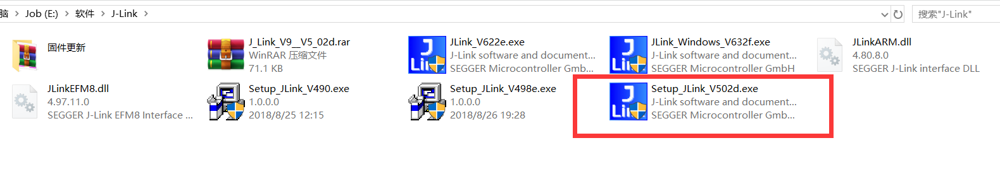 脑 > Job (E:) > 软件 > J-Link >
搜索"J-Link"
固件更新
J_Link_V9__V5_02d.rar
WinRAR 压缩文件
71.1 KB
JLink_V622e.exe
J-Link software and document...
SEGGER Microcontroller Gmb...
JLink_Windows_V632f.exe
J-Link software and document...
SEGGER Microcontroller GmbH
JLinkARM.dll
4.80.8.0
SEGGER J-Link interface DLL
JLinkEFM8.dll
4.97.11.0
SEGGER J-Link EFM8 Interface ...
Setup_JLink_V490.exe
1.0.0.0
2018/8/25 12:15
Setup_JLink_V498e.exe
1.0.0.0
2018/8/26 19:28
Setup_JLink_V502d.exe
J-Link software and document...
SEGGER Microcontroller Gmb...